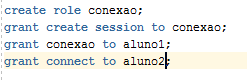 create role conexao;
grant create session to conexao;
grant conexao to aluno1;
grant connect to aluno2;